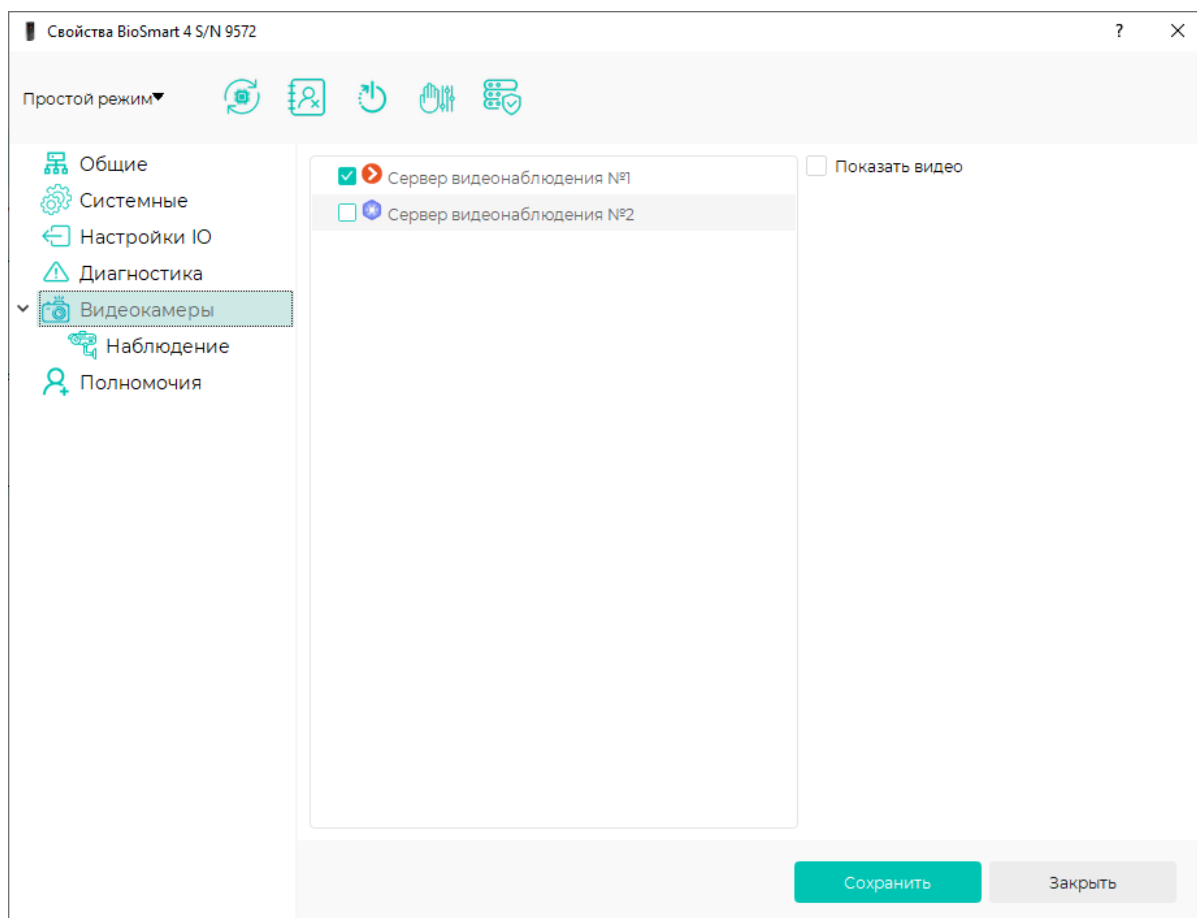 Свойства BioSmart 4 S/N 9572
?
Простой режим
Общие
Системные
Настройки IO
Диагностика
Видеокамеры
Наблюдение
Полномочия
Сервер видеонаблюдения №1
Сервер видеонаблюдения №2
Показать видео
Сохранить
Закрыть